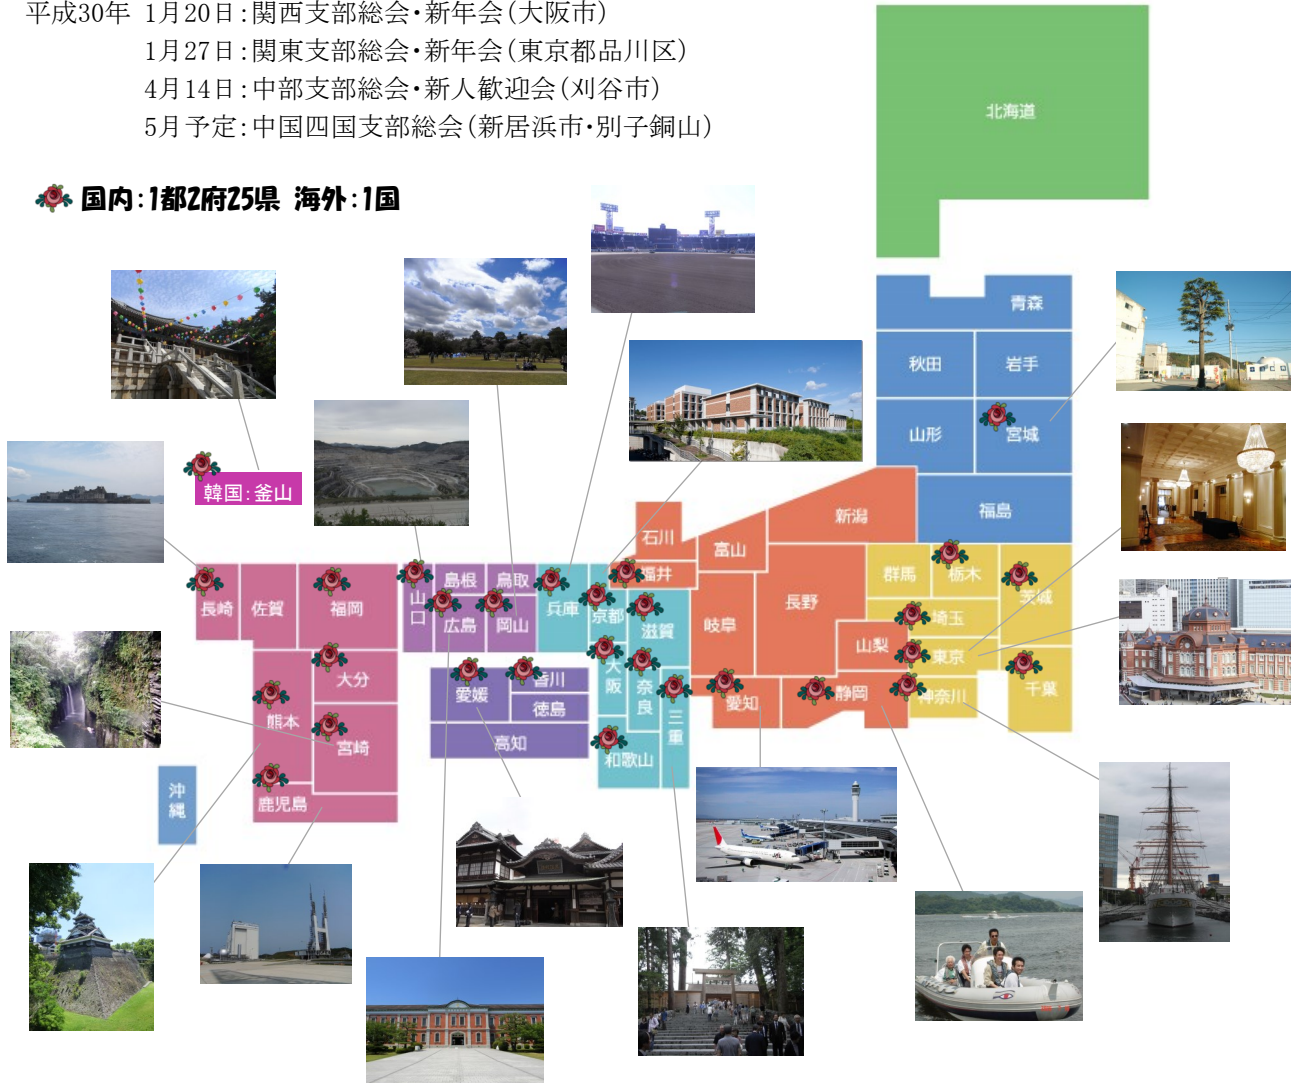 平成30年 1月20日：関西支部総会・新年会（大阪市）
1月27日：関東支部総会・新年会（東京都品川区）
4月14日：中部支部総会・新人歓迎会（刈谷市）
5月予定：中国四国支部総会（新居浜市・別子銅山）
国内：1都2府25県 海外：1国
北海道
青森
秋田
岩手
山形
宮城
福島
韓国：釜山
新潟
石川
富山
福井
長野
岐阜
山梨
静岡
愛知
群馬
栃木
茨城
埼玉
東京
千葉
神奈川
長崎
佐賀
福岡
大分
熊本
宮崎
鹿児島
沖縄
山口
島根
鳥取
広島
岡山
愛媛
香川
徳島
高知
兵庫
京都
滋賀
大阪
奈良
三重
和歌山